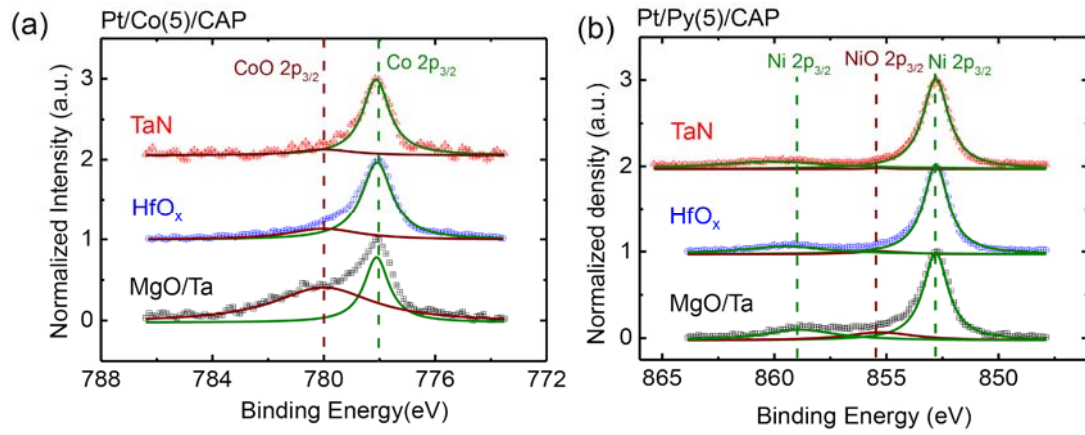 (a)
Pt/Co(5)/CAP
Normalized Intensity (a.u.)
3
2
1
0
CoO 2p3/2
Co 2p3/2
TaN
HfOx
MgO/Ta
788
784
780
776
772
Binding Energy(eV)
(b)
Pt/Py(5)/CAP
Normalized density (a.u.)
3
2
1
0
Ni 2p3/2
NiO 2p3/2
Ni 2p3/2
TaN
HfOx
MgO/Ta
865
860
855
850
Binding Energy (eV)